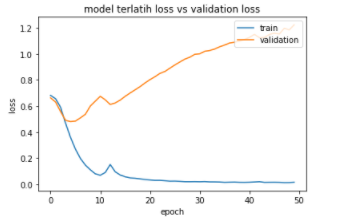 model terlatih loss vs validation loss
train
validation
1.2
1.0
0.8
0.6
0.4
0.2
0.0
loss
0 10 20 30 40 50
epoch